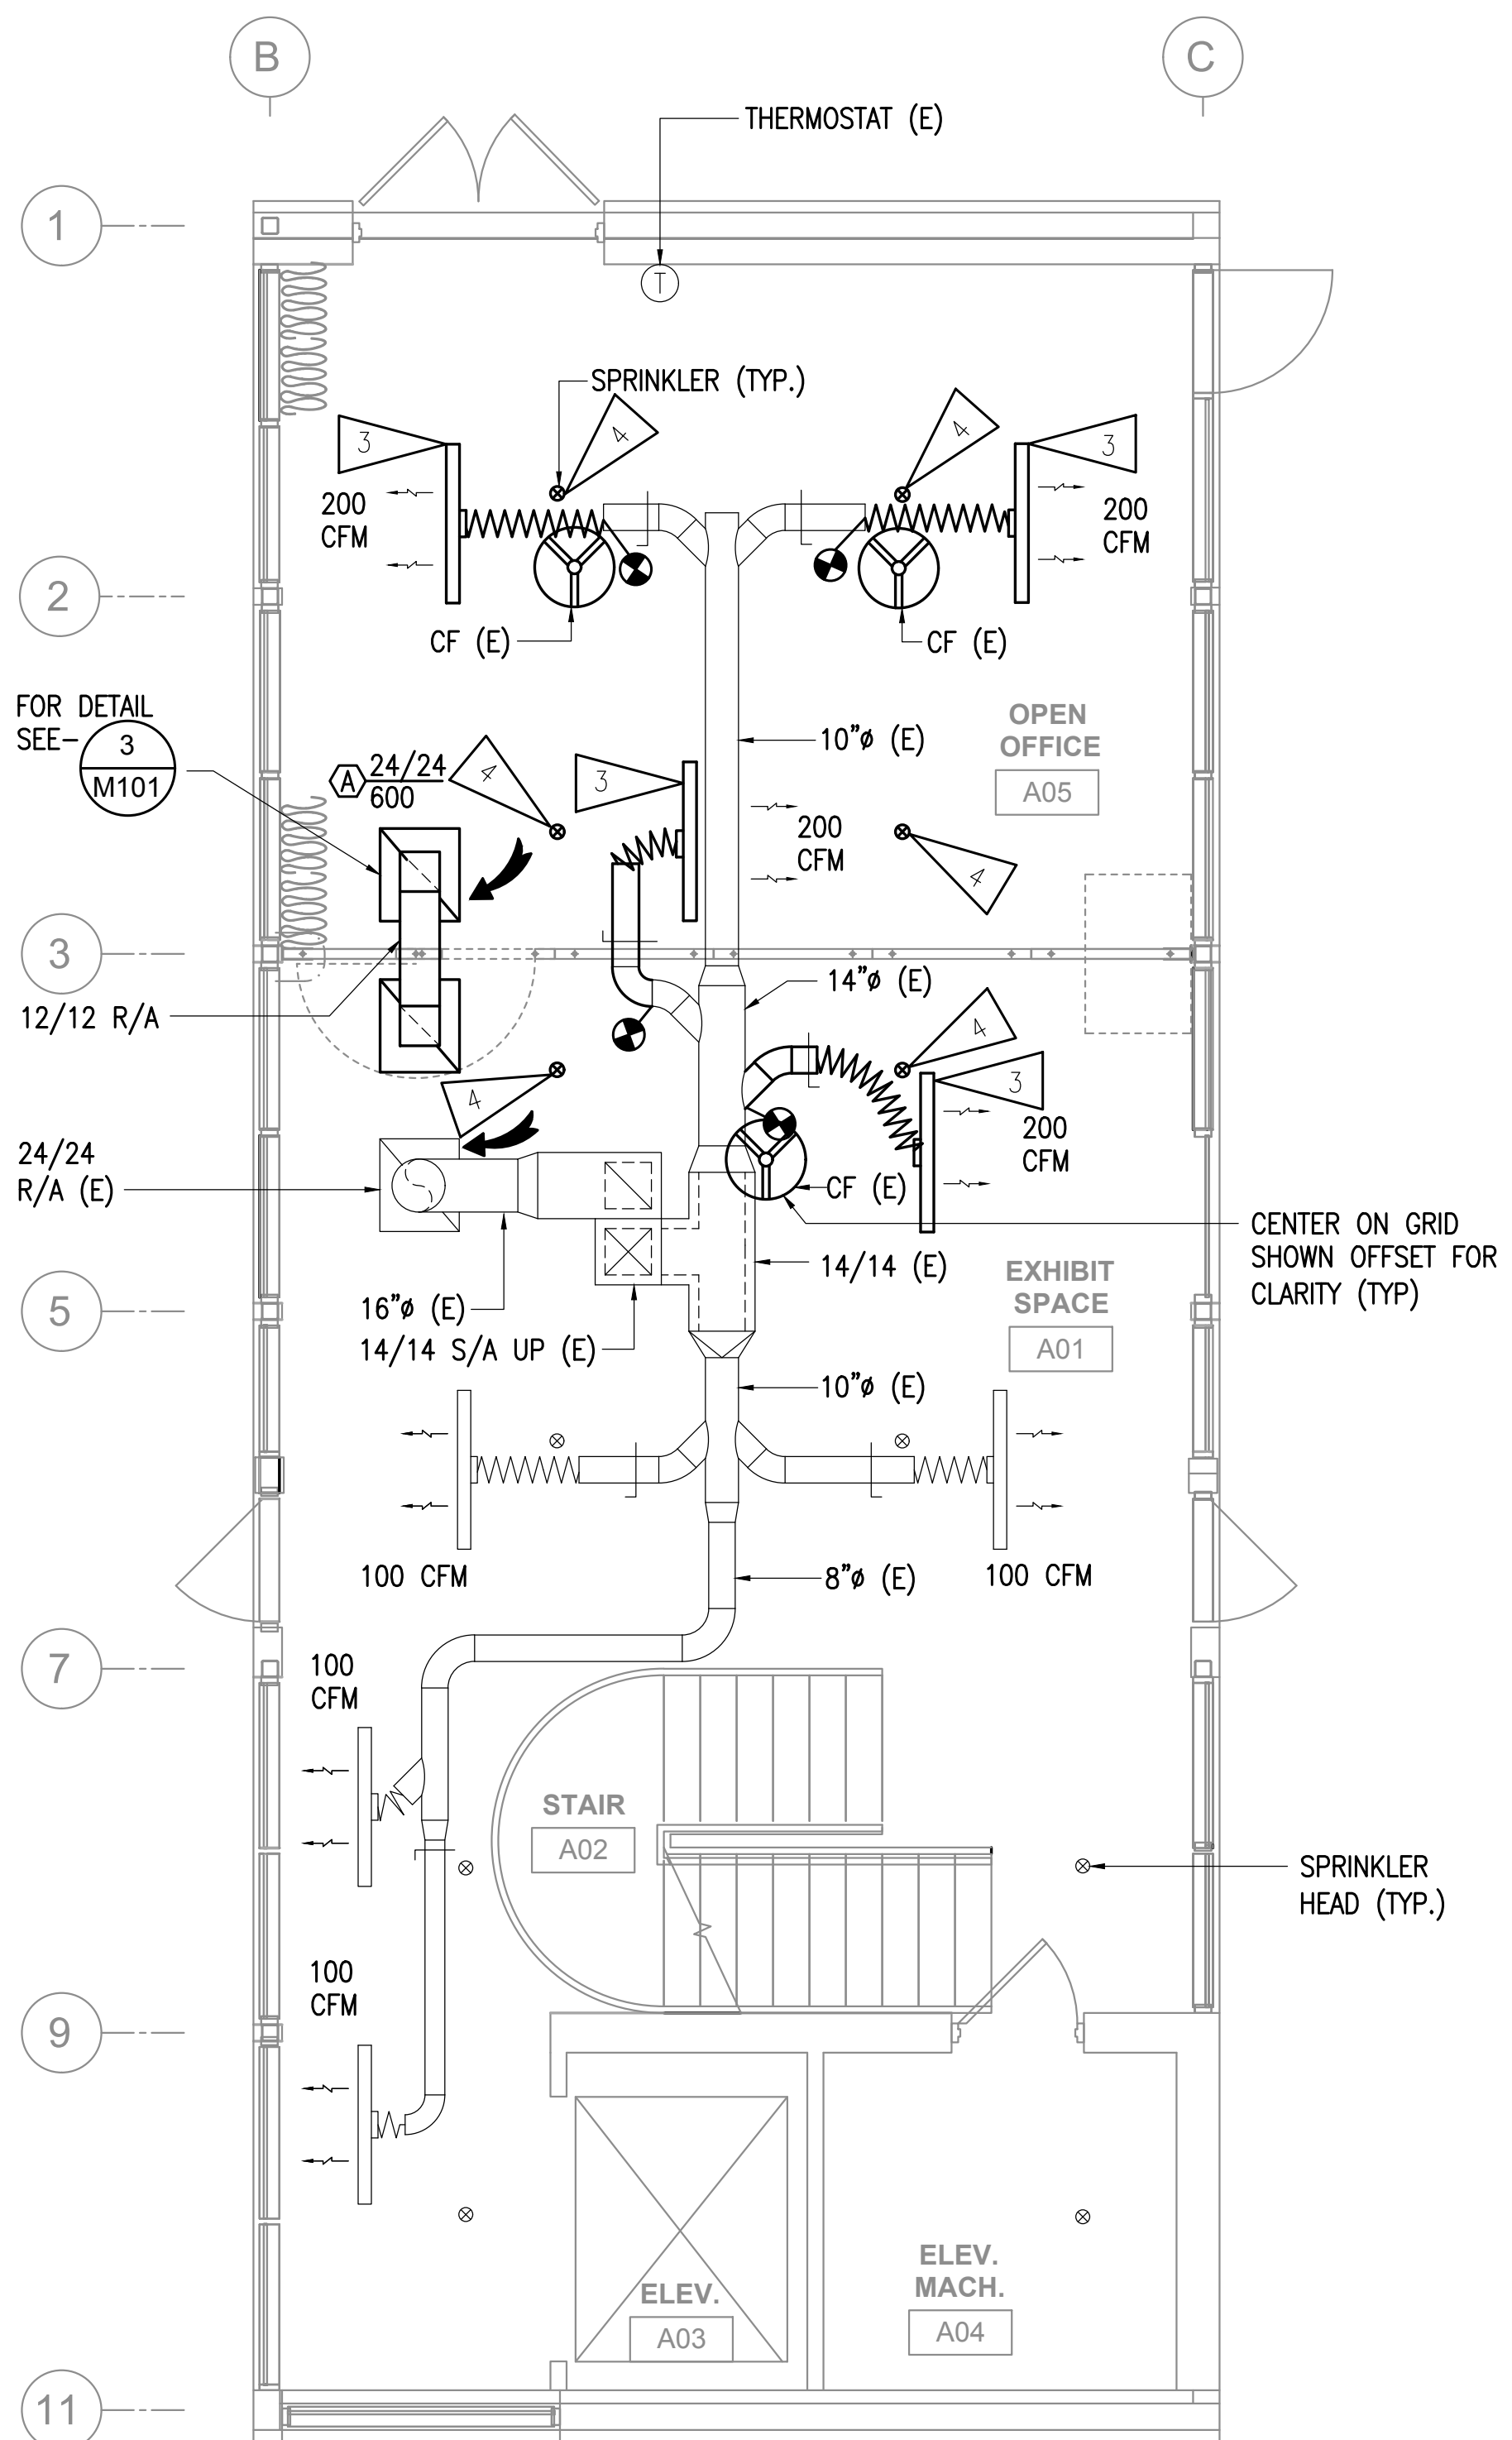 B
C
THERMOSTAT (E)
1
T
SPRINKLER (TYP.)
3
4
4
3
200
CFM
200
CFM
2
CF (E)
CF (E)
FOR DETAIL
SEE-
3
M101
OPEN
OFFICE
A05
10"ø (E)
A
24/24
600
4
3
200
CFM
4
3
14"ø (E)
12/12 R/A
4
3
4
200
CFM
24/24
R/A (E)
CF (E)
CENTER ON GRID
SHOWN OFFSET FOR
CLARITY (TYP)
14/14 (E)
EXHIBIT
SPACE
A01
5
16"ø (E)
14/14 S/A UP (E)
10"ø (E)
100 CFM
8"ø (E)
100 CFM
7
100
CFM
STAIR
A02
SPRINKLER
HEAD (TYP.)
100
CFM
9
ELEV.
MACH.
A04
ELEV.
A03
11